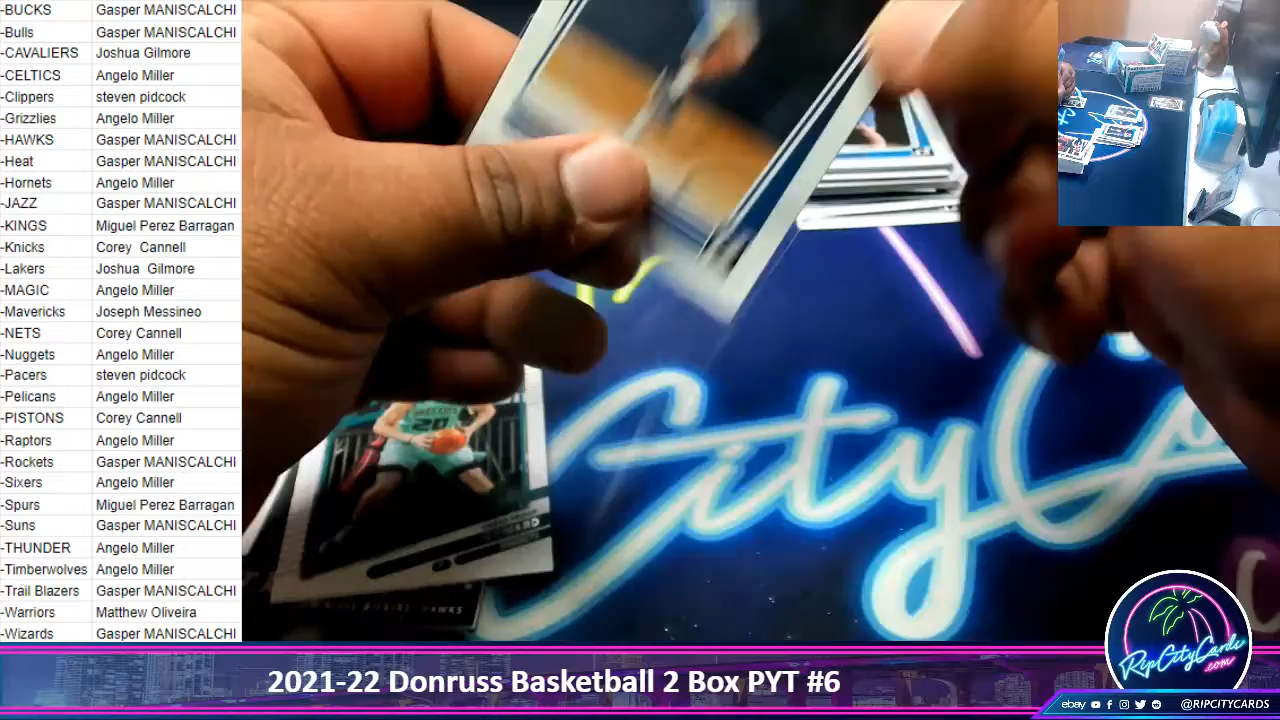 -BUCKS Gasper MANISCALCHI
-Bulls Gasper MANISCALCHI
-CAVALIERS Joshua Gilmore
-CELTICS Angelo Miller
-Clippers steven pidcock
-Grizzlies Angelo Miller
-HAWKS Gasper MANISCALCHI
-Heat Gasper MANISCALCHI
-Hornets Angelo Miller
-JAZZ Gasper MANISCALCHI
-KINGS Miguel Perez Barragan
-Knicks Corey Cannell
-Lakers Joshua Gilmore
-MAGIC Angelo Miller
-Mavericks Joseph Messineo
-NETS Corey Cannell
-Nuggets Angelo Miller
-Pacers steven pidcock
-Pelicans Angelo Miller
-PISTONS Corey Cannell
-Raptors Angelo Miller
-Rockets Gasper MANISCALCHI
-Sixers Angelo Miller
-Spurs Miguel Perez Barragan
-Suns Gasper MANISCALCHI
-THUNDER Angelo Miller
-Timberwolves Angelo Miller
-Trail Blazers Gasper MANISCALCHI
-Warriors Matthew Oliveira
-Wizards Gasper MANISCALCHI
20
HAWKS
City
RipCityCards
.com
2021-22 Donruss Basketball 2 Box PYT #6
ebay @RIPCITYCARDS